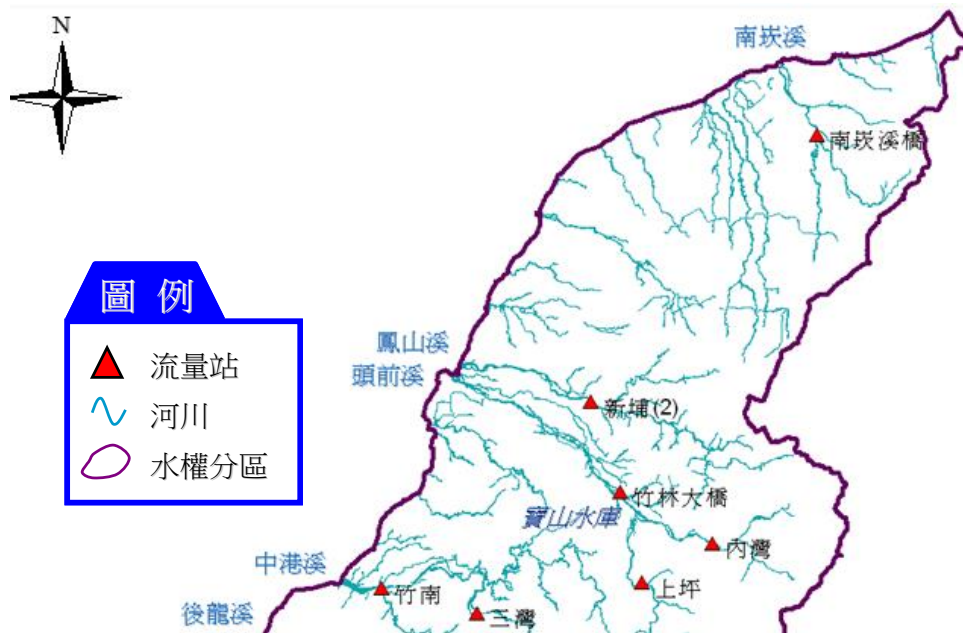 N
南崁溪
南崁溪橋
圖 例
流量站
河川
水權分區
鳳山溪
頭前溪
新埔(2)
竹林大橋
寶山水庫
內灣
中港溪
上坪
竹南
後龍溪
三灣